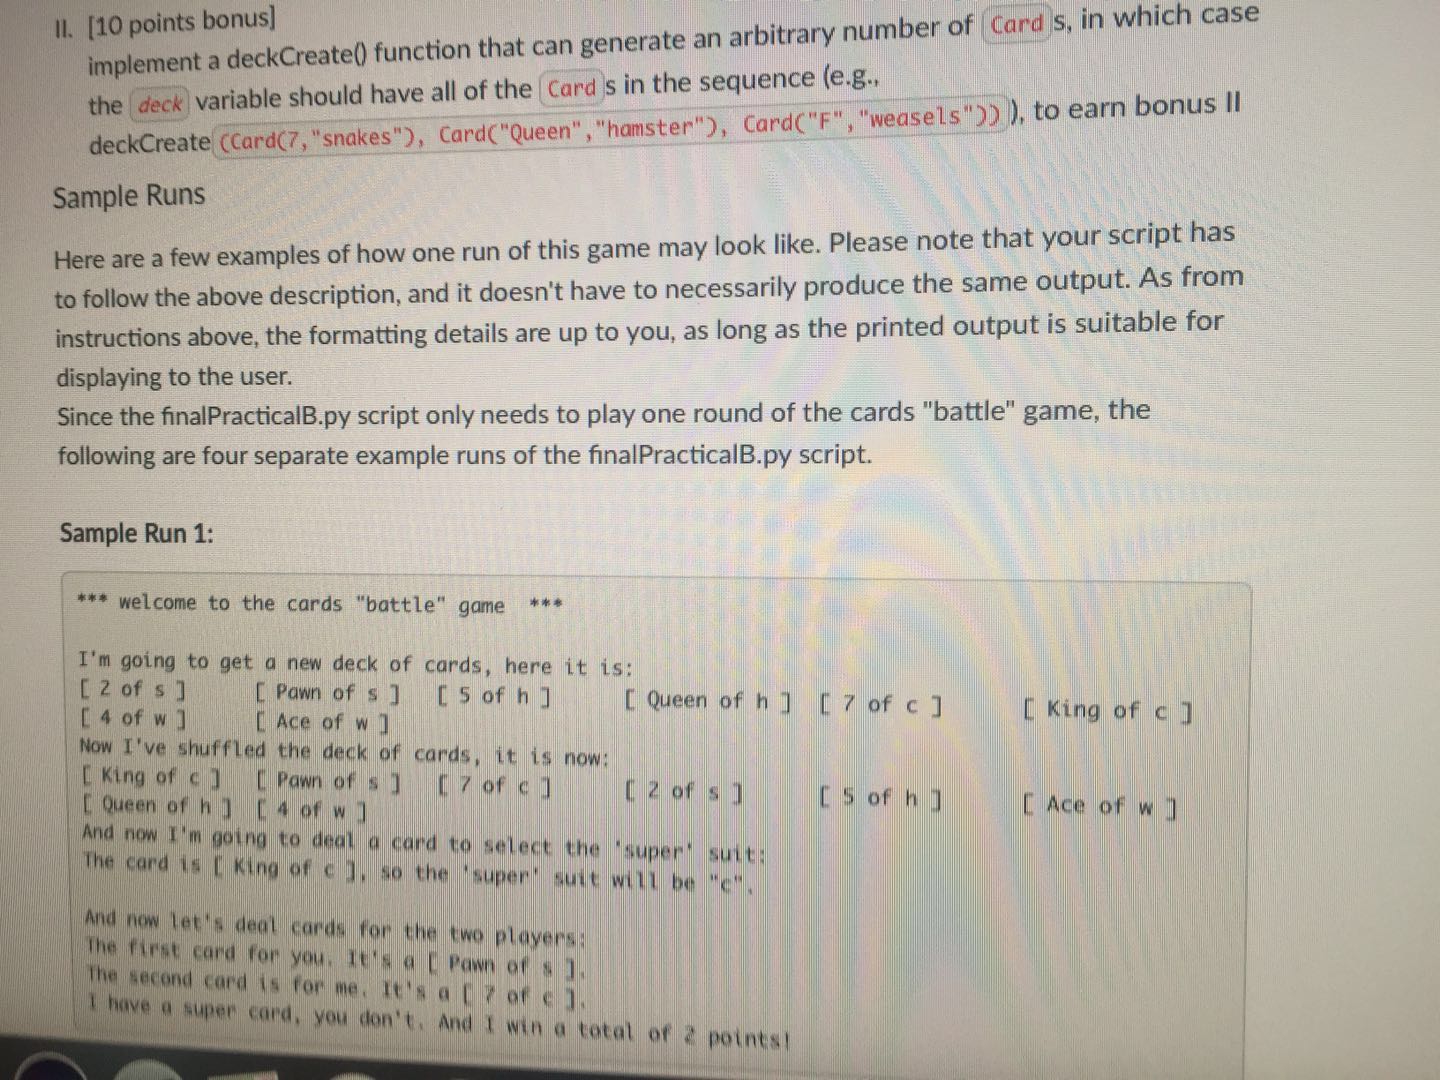 II. [10 points bonus]
implement a deckCreate() function that can generate an arbitrary number of Card s, in which case
the deck variable should have all of the Card s in the sequence (e.g.,
deckCreate((Card(7,"snakes"), Card("Queen","hamster"), Card("F","weasels")) ), to earn bonus II
Sample Runs
Here are a few examples of how one run of this game may look like. Please note that your script has
to follow the above description, and it doesn't have to necessarily produce the same output. As from
instructions above, the formatting details are up to you, as long as the printed output is suitable for
displaying to the user.
Since the finalPracticalB.py script only needs to play one round of the cards "battle" game, the
following are four separate example runs of the finalPracticalB.py script.
Sample Run 1:
*** welcome to the cards "battle" game ***
I'm going to get a new deck of cards, here it is:
[ 2 of s ] [ Pawn of s ] [ 5 of h ] [ Queen of h ] [ 7 of c ] [ King of c ]
[ 4 of w ] [ Ace of w ]
Now I've shuffled the deck of cards, it is now:
[ King of c ] [ Pawn of s ] [ 7 of c ] [ 2 of s ] [ 5 of h ] [ Ace of w ]
[ Queen of h ] [ 4 of w ]
And now I'm going to deal a card to select the 'super' suit:
The card is [ King of c ], so the 'super' suit will be "c".
And now let's deal cards for the two players:
The first card for you. It's a [ Pawn of s ].
The second card is for me. It's a [ 7 of c ].
I have a super card, you don't. And I win a total of 2 points!